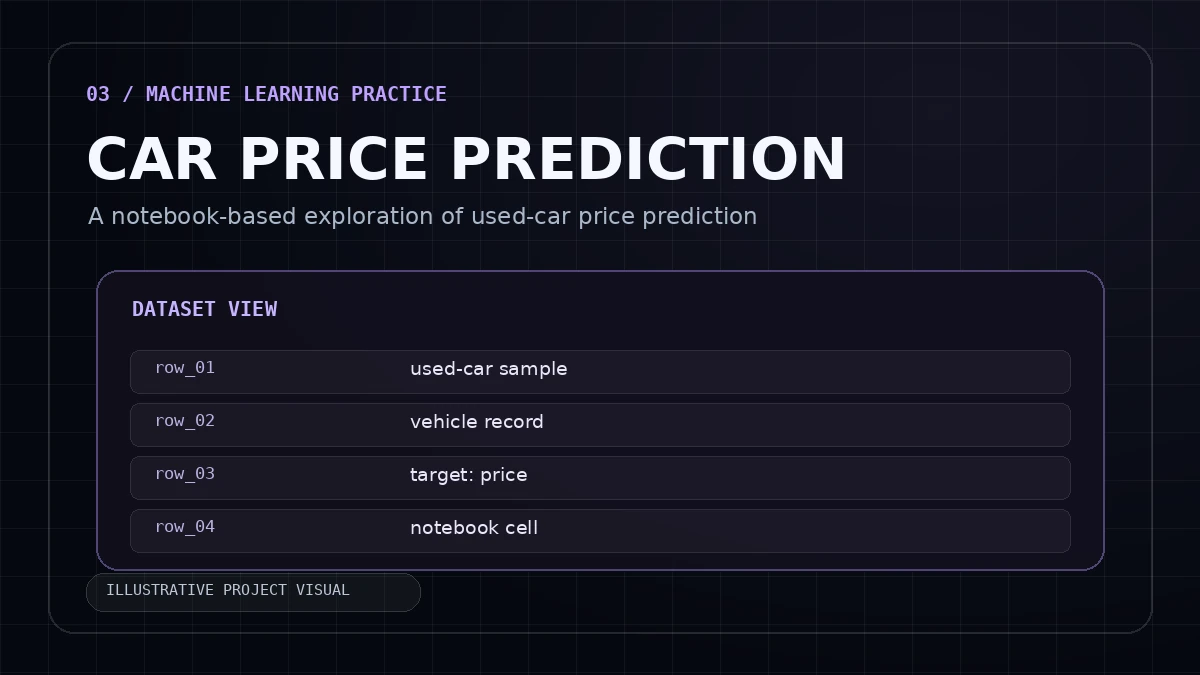 03 / MACHINE LEARNING PRACTICE
CAR PRICE PREDICTION
A notebook-based exploration of used-car price prediction
DATASET VIEW
row_01 used-car sample
row_02 vehicle record
row_03 target: price
row_04 notebook cell
ILLUSTRATIVE PROJECT VISUAL